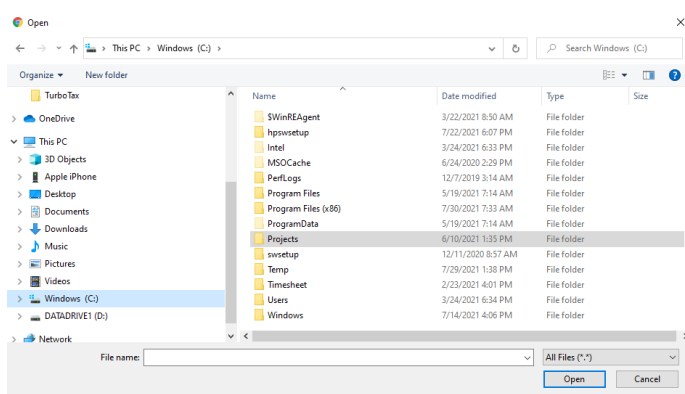 Open
This PC > Windows (C:) >
Search Windows (C:)
Organize
New folder
TurboTax
OneDrive
This PC
3D Objects
Apple iPhone
Desktop
Documents
Downloads
Music
Pictures
Videos
Windows (C:)
DATADRIVE1 (D:)
Network
Name Date modified Type Size
$WinREAgent 3/22/2021 8:50 AM File folder
hpswsetup 7/22/2021 6:07 PM File folder
Intel 3/24/2021 6:33 PM File folder
MSOCache 6/24/2020 2:29 PM File folder
PerfLogs 12/7/2019 3:14 AM File folder
Program Files 5/19/2021 7:14 AM File folder
Program Files (x86) 7/30/2021 7:33 AM File folder
ProgramData 5/19/2021 7:14 AM File folder
Projects 6/10/2021 1:35 PM File folder
swsetup 12/11/2020 8:57 AM File folder
Temp 7/29/2021 1:38 PM File folder
Timesheet 2/23/2021 4:01 PM File folder
Users 3/24/2021 6:34 PM File folder
Windows 7/14/2021 4:06 PM File folder
File name:
All Files (*.*)
Open
Cancel